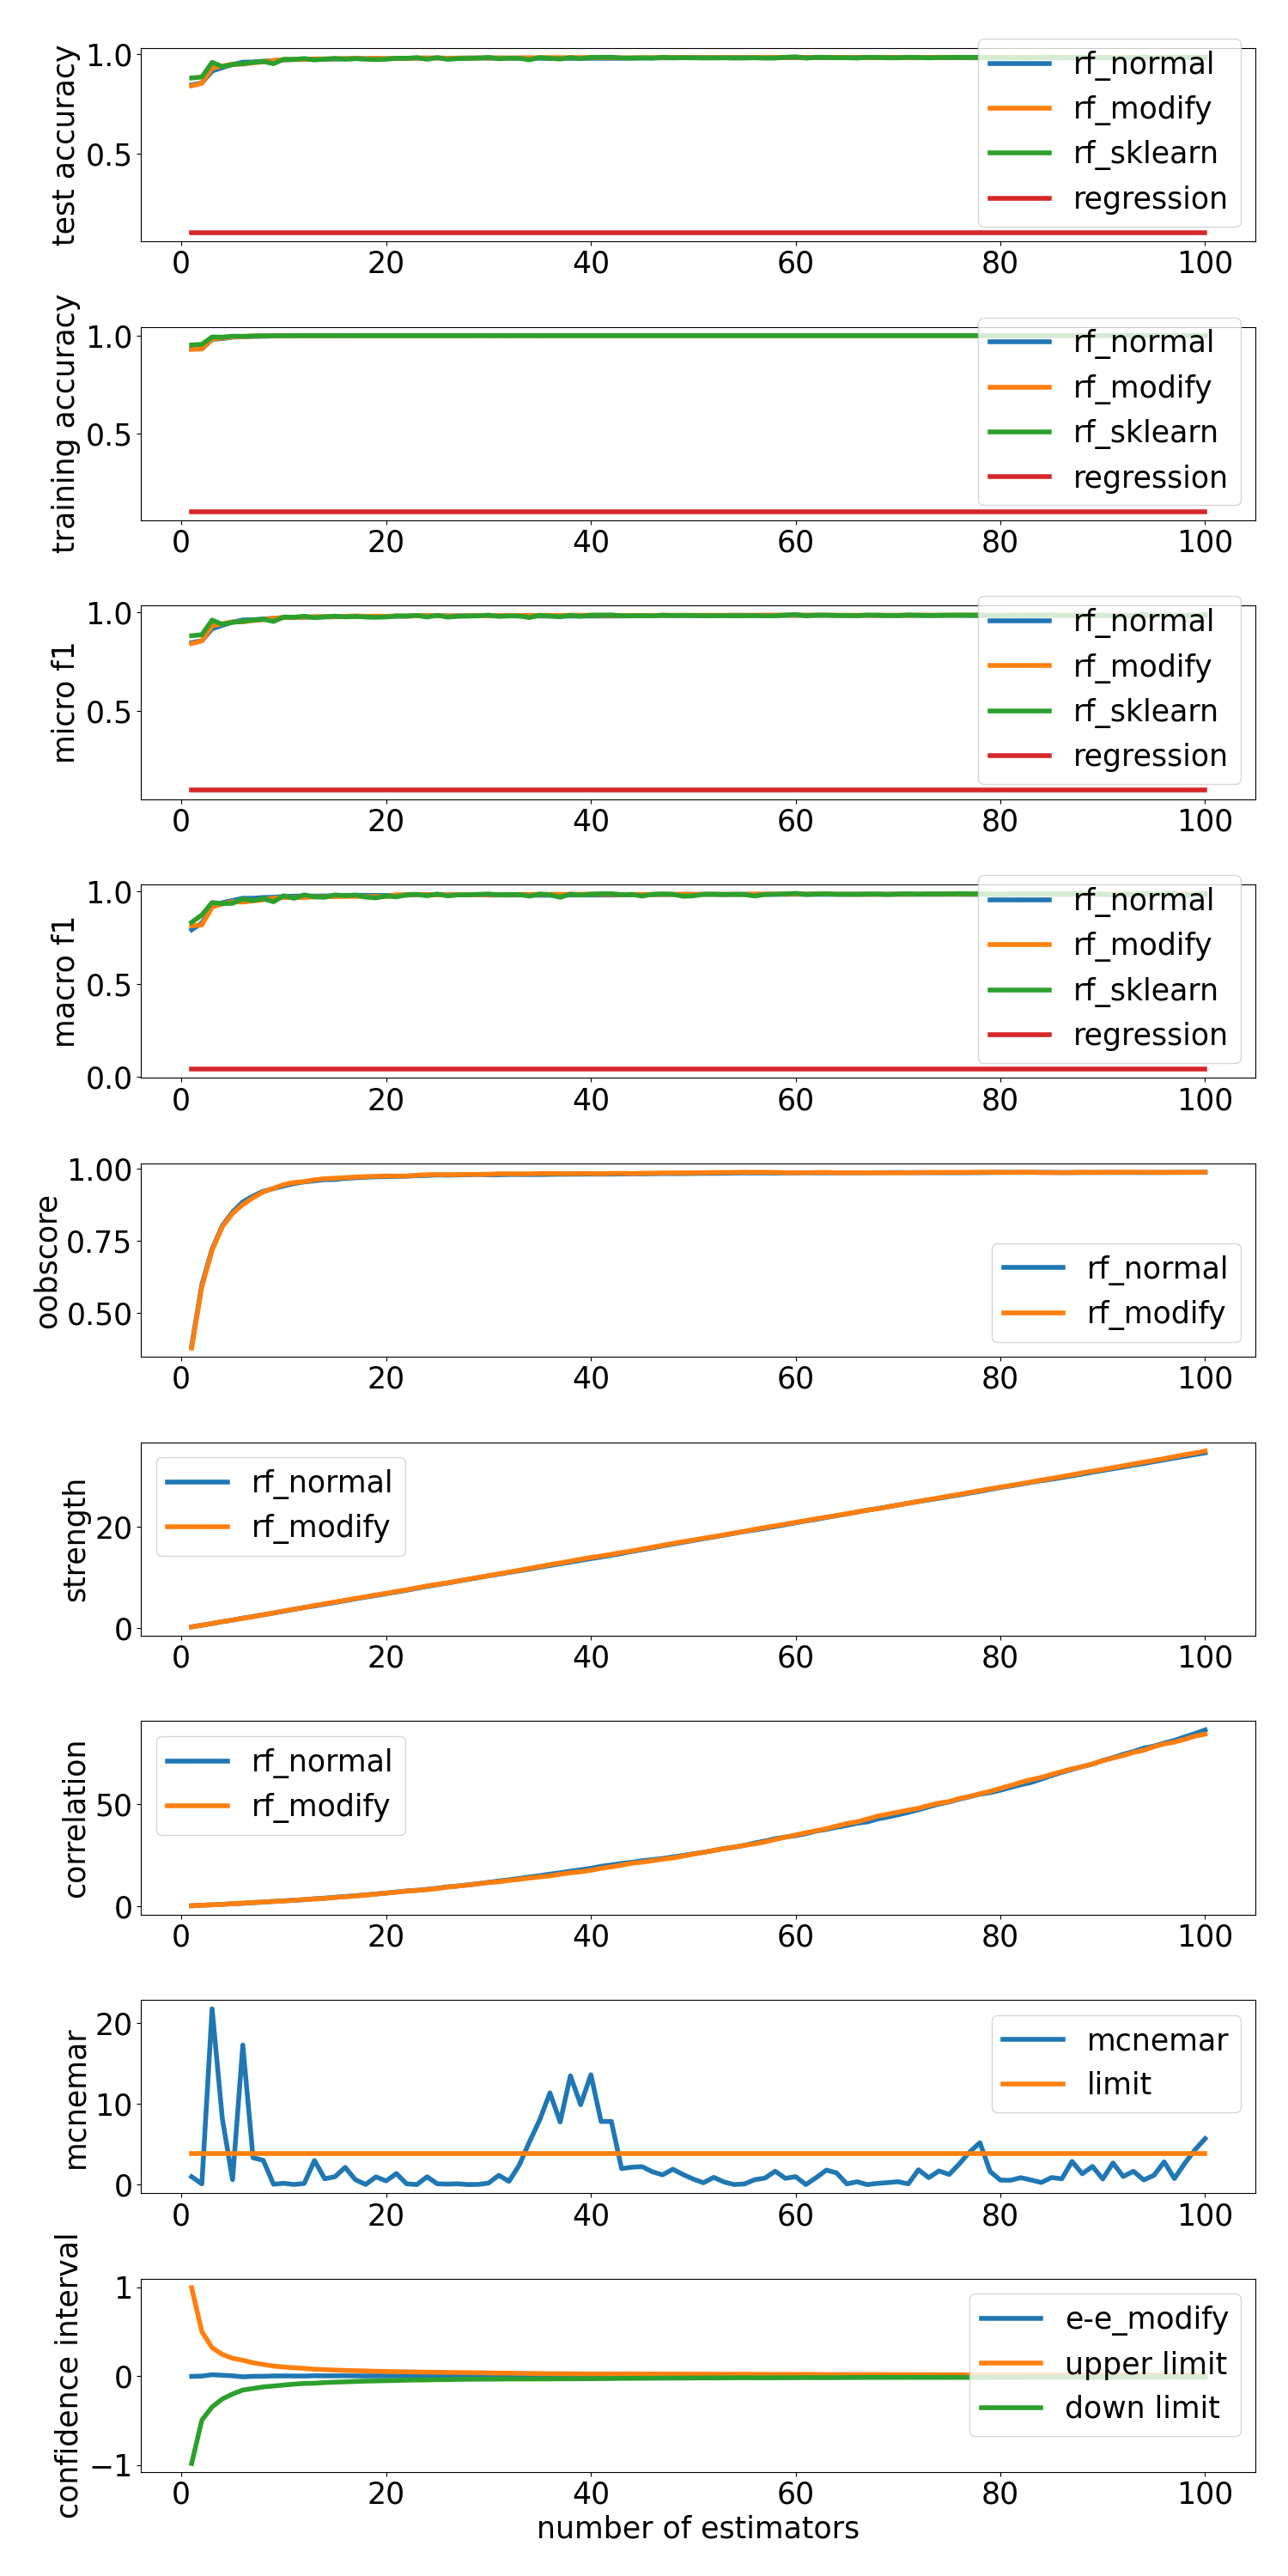 test accuracy
1.0
0.5
rf_normal
rf_modify
rf_sklearn
regression
0 20 40 60 80 100
training accuracy
1.0
0.5
rf_normal
rf_modify
rf_sklearn
regression
0 20 40 60 80 100
micro f1
1.0
0.5
rf_normal
rf_modify
rf_sklearn
regression
0 20 40 60 80 100
macro f1
1.0
0.5
0.0
rf_normal
rf_modify
rf_sklearn
regression
0 20 40 60 80 100
oobscore
1.00
0.75
0.50
rf_normal
rf_modify
0 20 40 60 80 100
strength
20
0
rf_normal
rf_modify
0 20 40 60 80 100
correlation
50
0
rf_normal
rf_modify
0 20 40 60 80 100
mcnemar
20
10
0
mcnemar
limit
0 20 40 60 80 100
confidence interval
1
0
−1
e-e_modify
upper limit
down limit
0 20 40 60 80 100
number of estimators